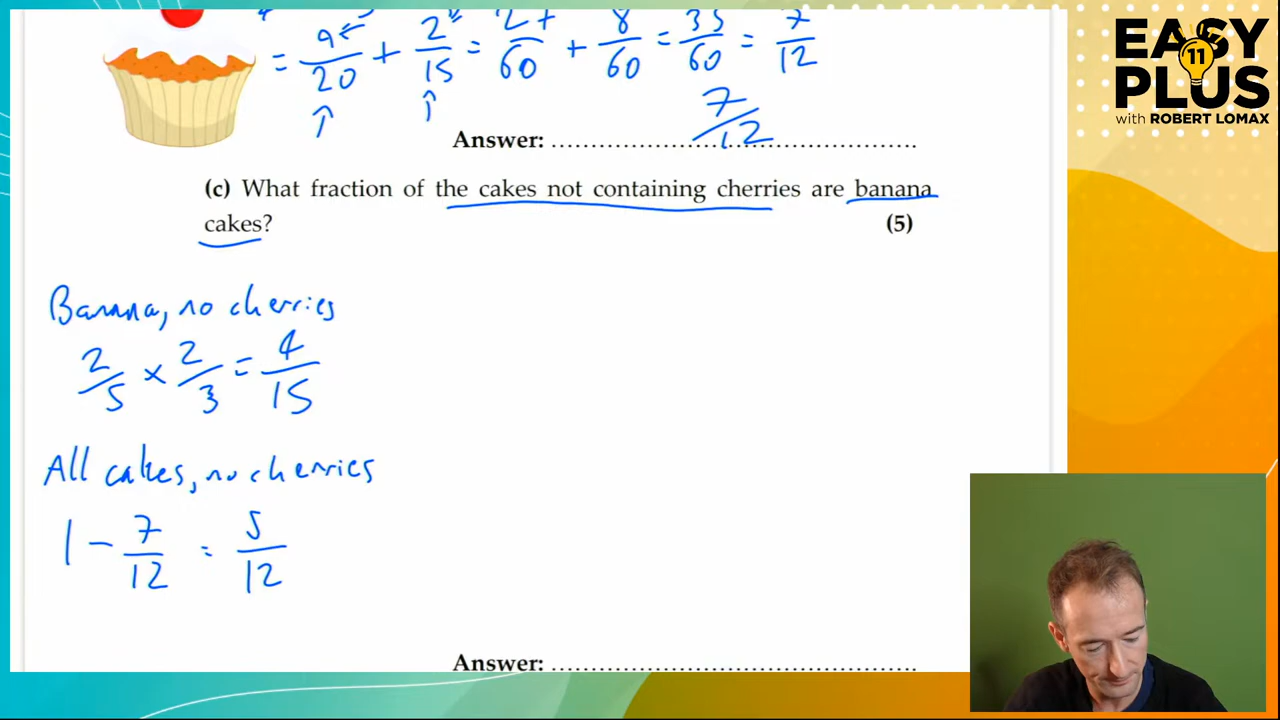 = 9/20 + 2/15 = 27/60 + 8/60 = 35/60 = 7/12
7/12
Answer: ................................................
(c) What fraction of the cakes not containing cherries are banana
cakes? (5)
Banana, no cherries
2/5 × 2/3 = 4/15
All cakes, no cherries
1 - 7/12 = 5/12
Answer: ................................................
EASY
11
PLUS
with ROBERT LOMAX